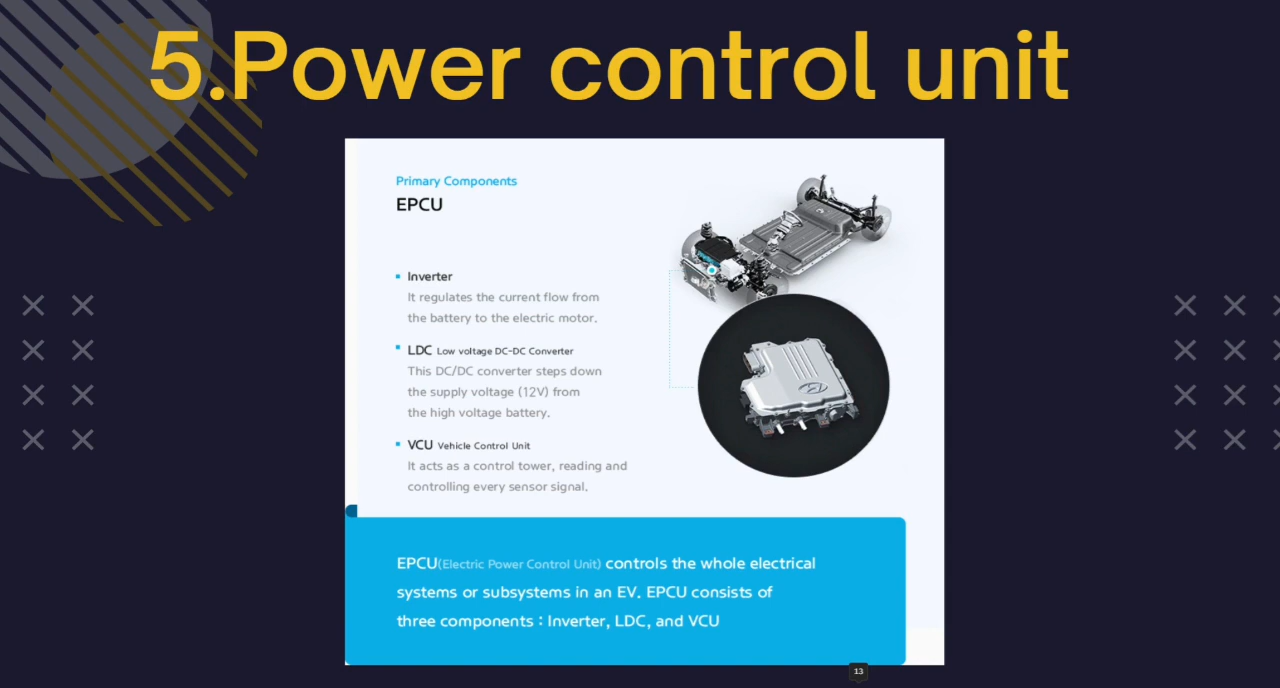 5.Power control unit
Primary Components
EPCU
Inverter
It regulates the current flow from
the battery to the electric motor.
LDC Low voltage DC-DC Converter
This DC/DC converter steps down
the supply voltage (12V) from
the high voltage battery.
VCU Vehicle Control Unit
It acts as a control tower, reading and
controlling every sensor signal.
EPCU(Electric Power Control Unit) controls the whole electrical
systems or subsystems in an EV. EPCU consists of
three components : Inverter, LDC, and VCU
13